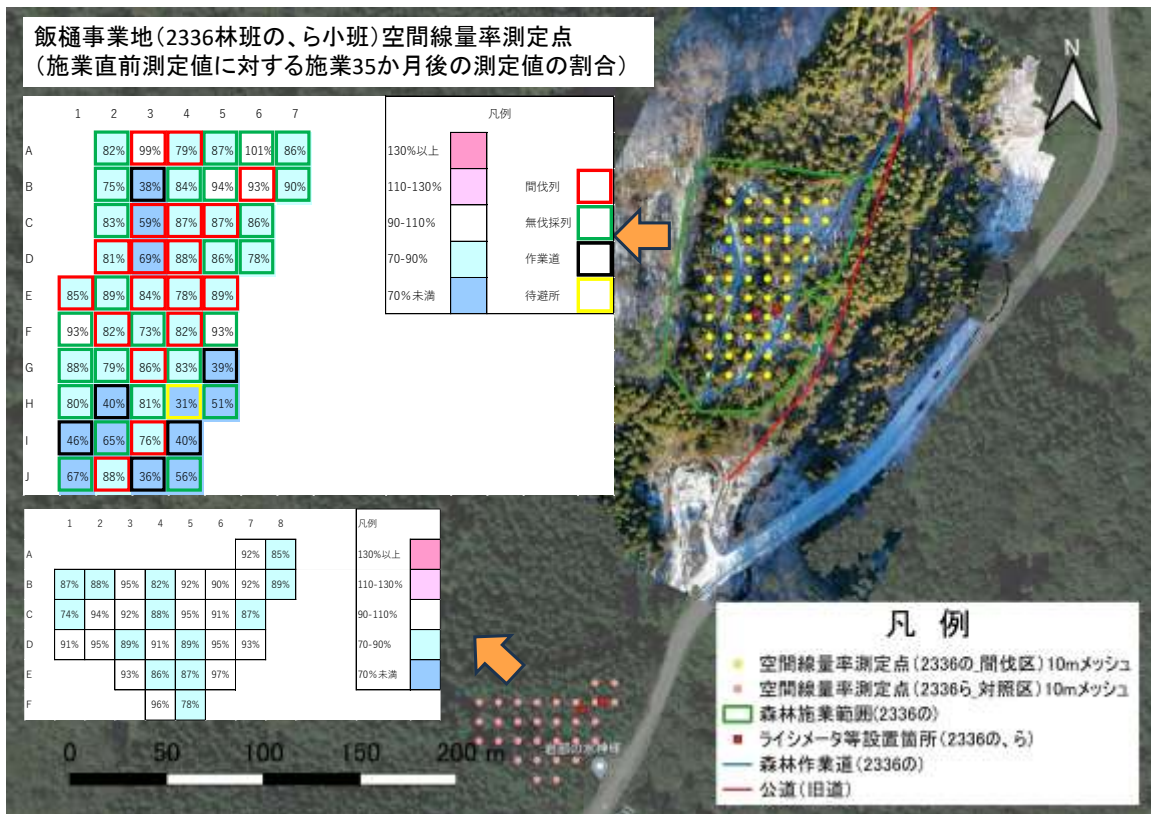 飯樋事業地(2336林班の、ら小班)空間線量率測定点
(施業直前測定値に対する施業35か月後の測定値の割合)
1 2 3 4 5 6 7
A 82% 99% 79% 87% 101% 86%
B 75% 38% 84% 94% 93% 90%
C 83% 59% 87% 87% 86%
D 81% 69% 88% 86% 78%
E 85% 89% 84% 78% 89%
F 93% 82% 73% 82% 93%
G 88% 79% 86% 83% 39%
H 80% 40% 81% 31% 51%
I 46% 65% 76% 40%
J 67% 88% 36% 56%
凡例
130%以上
110-130% 間伐列
90-110% 無伐採列
70-90% 作業道
70%未満 待避所
N
1 2 3 4 5 6 7 8
A 92% 85%
B 87% 88% 95% 82% 92% 90% 92% 89%
C 74% 94% 92% 88% 95% 91% 87%
D 91% 95% 89% 91% 89% 95% 93%
E 93% 86% 87% 97%
F 96% 78%
凡例
130%以上
110-130%
90-110%
70-90%
70%未満
0 50 100 150 200 m
の水神様
凡 例
空間線量率測定点(2336の_間伐区)10mメッシュ
空間線量率測定点(2336ら_対照区)10mメッシュ
森林施業範囲(2336の)
ライシメータ等設置箇所(2336の、ら)
森林作業道(2336の)
公道(旧道)